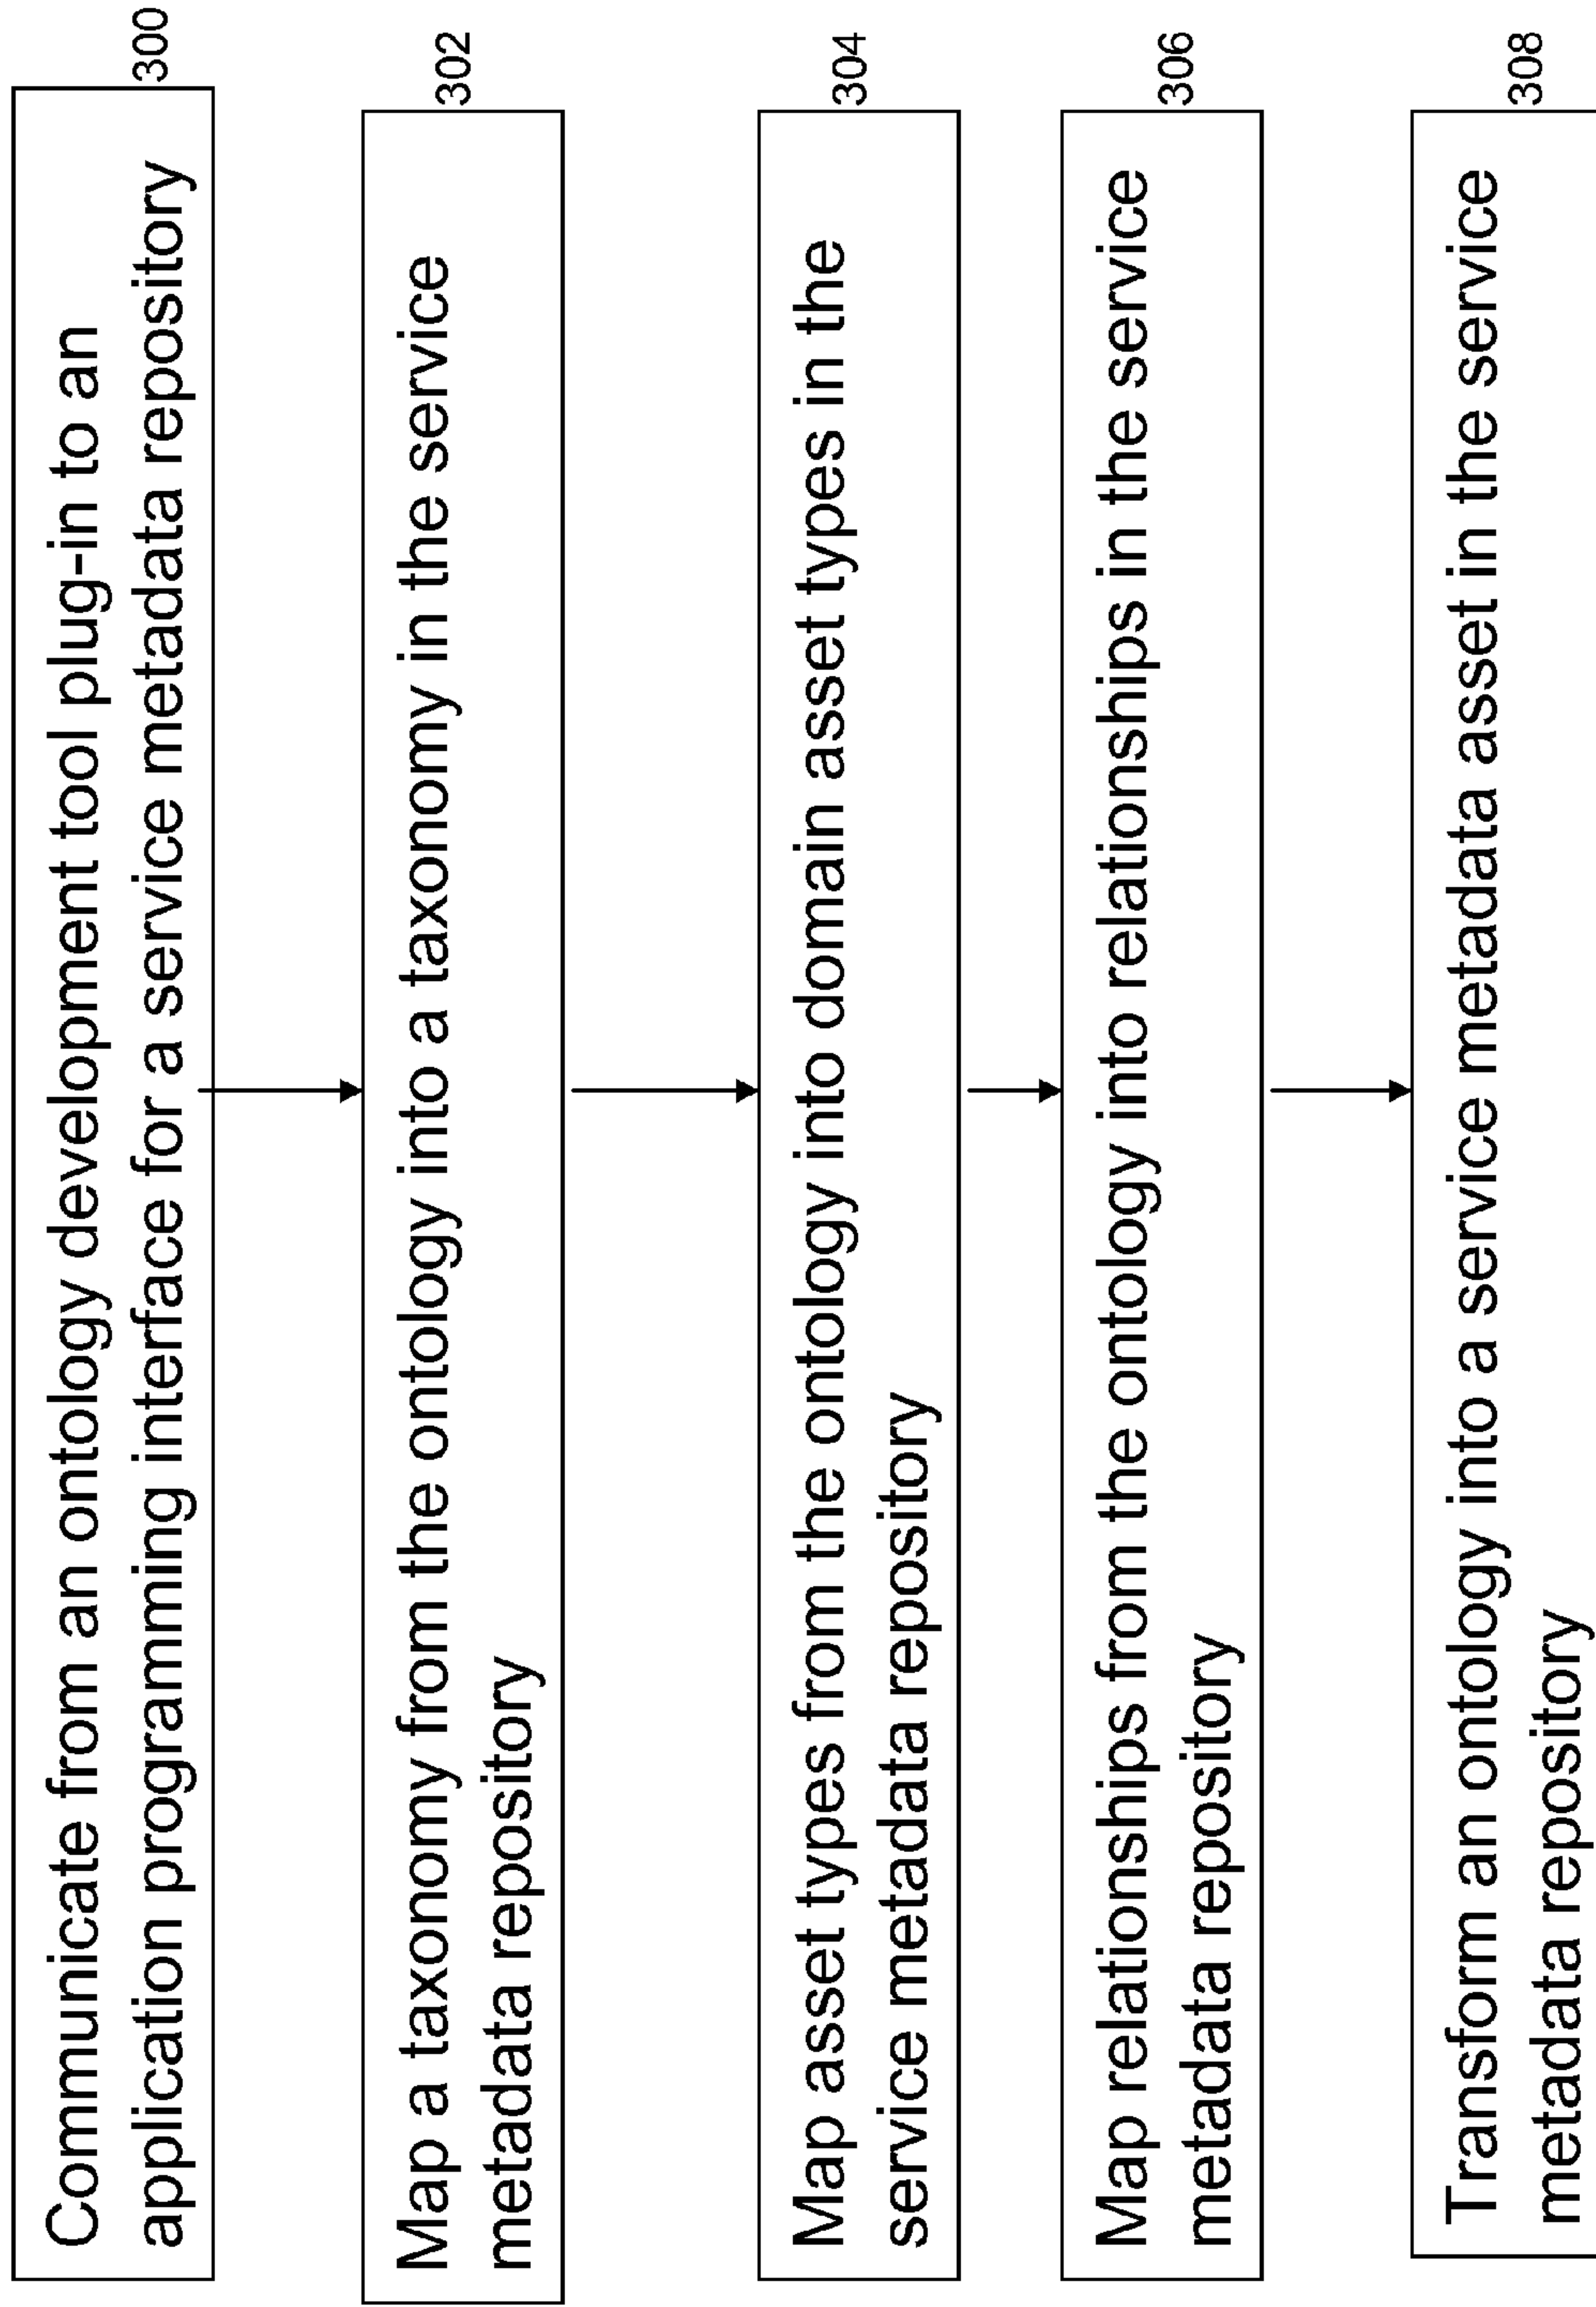 Communicate from an ontology development tool plug-in to an
application programming interface for a service metadata repository
300
Map a taxonomy from the ontology into a taxonomy in the service
metadata repository
302
Map asset types from the ontology into domain asset types in the
service metadata repository
304
Map relationships from the ontology into relationships in the service
metadata repository
306
Transform an ontology into a service metadata asset in the service
metadata repository
308